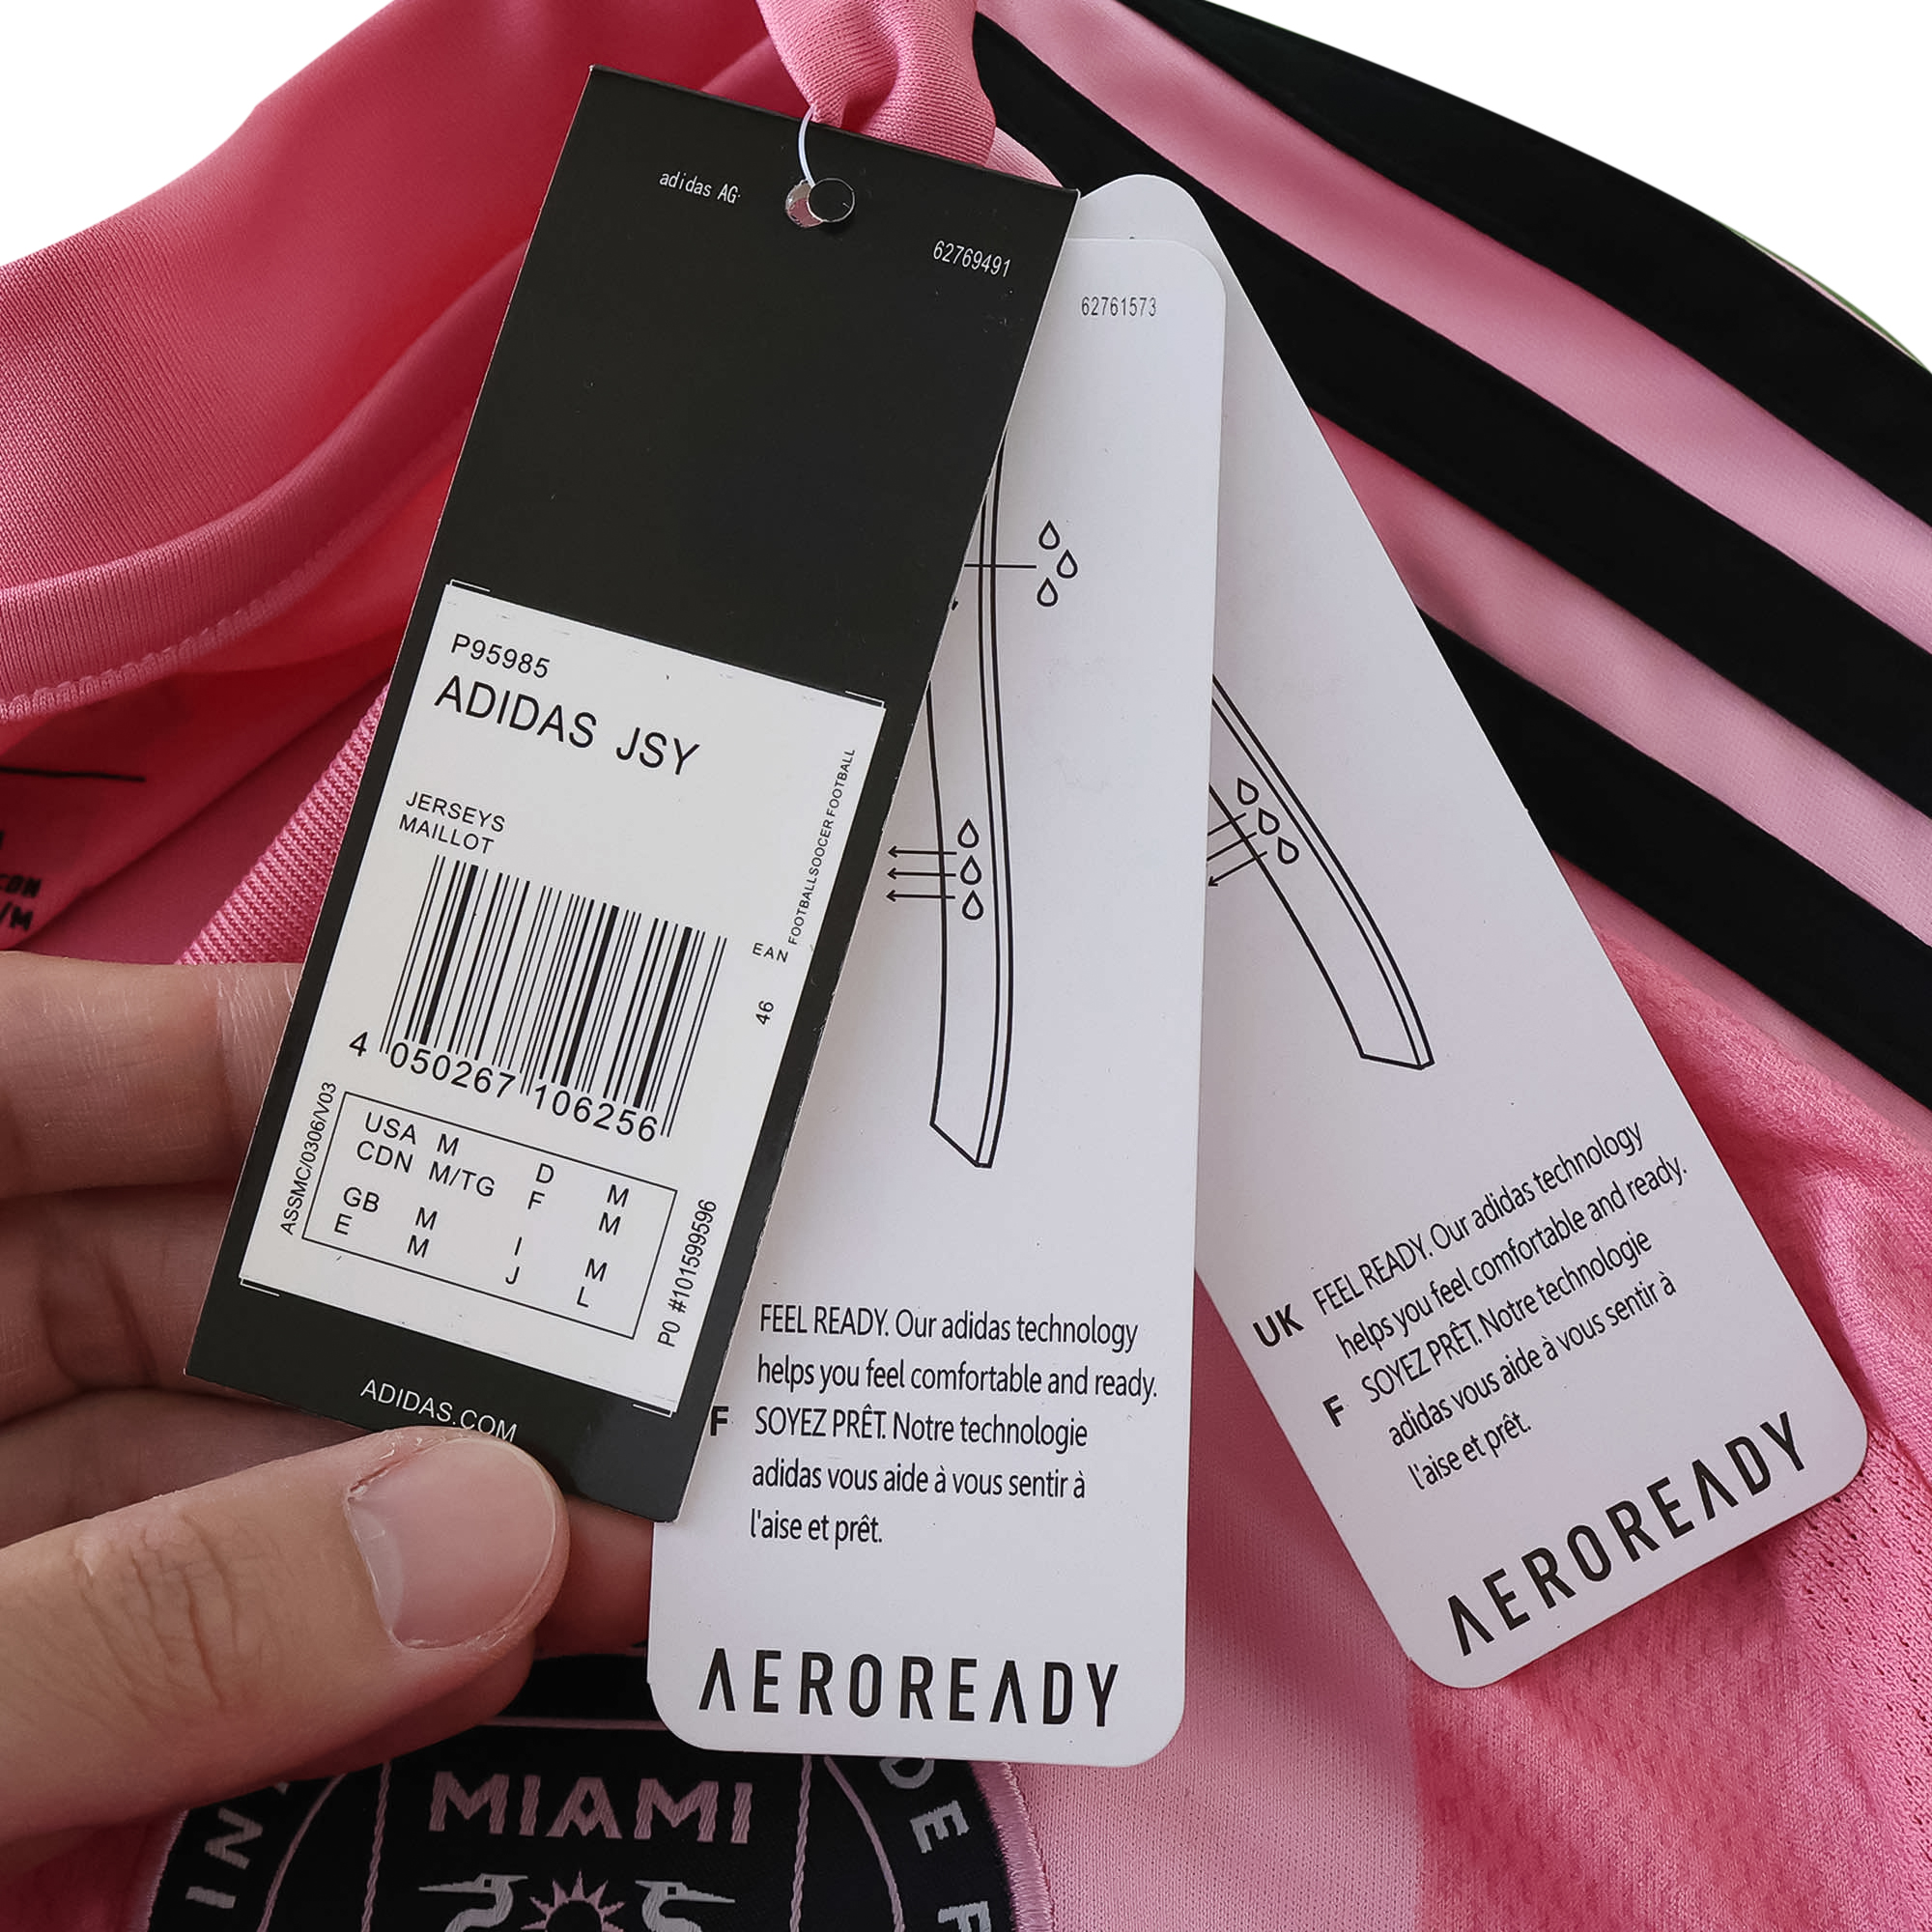 adidas AG
62769491
P95985
ADIDAS JSY
JERSEYS
MAILLOT
FOOTBALLSOCCER FOOTBALL
EAN
46
4 050267 106256
ASSMC/0306/V03
USA M D M
CDN M/TG F M
GB M I M
E M J L
PO #101599596
ADIDAS.COM
62761573
FEEL READY. Our adidas technology
helps you feel comfortable and ready.
F SOYEZ PRÊT. Notre technologie
adidas vous aide à vous sentir à
l'aise et prêt.
AEROREADY
UK FEEL READY. Our adidas technology
helps you feel comfortable and ready.
F SOYEZ PRÊT. Notre technologie
adidas vous aide à vous sentir à
l'aise et prêt.
AEROREADY
MIAMI